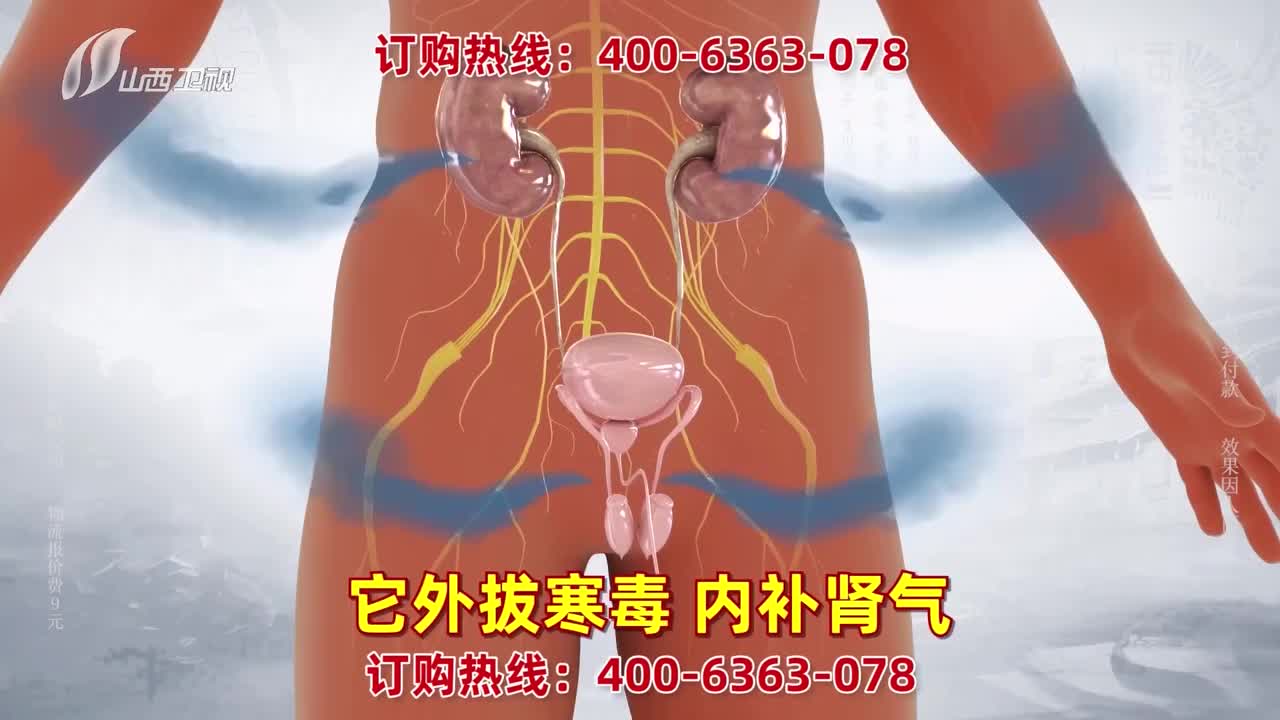 订购热线：400-6363-078
山西卫视
付款 效果因人
物流报价费9元
它外拔寒毒 内补肾气
订购热线：400-6363-078